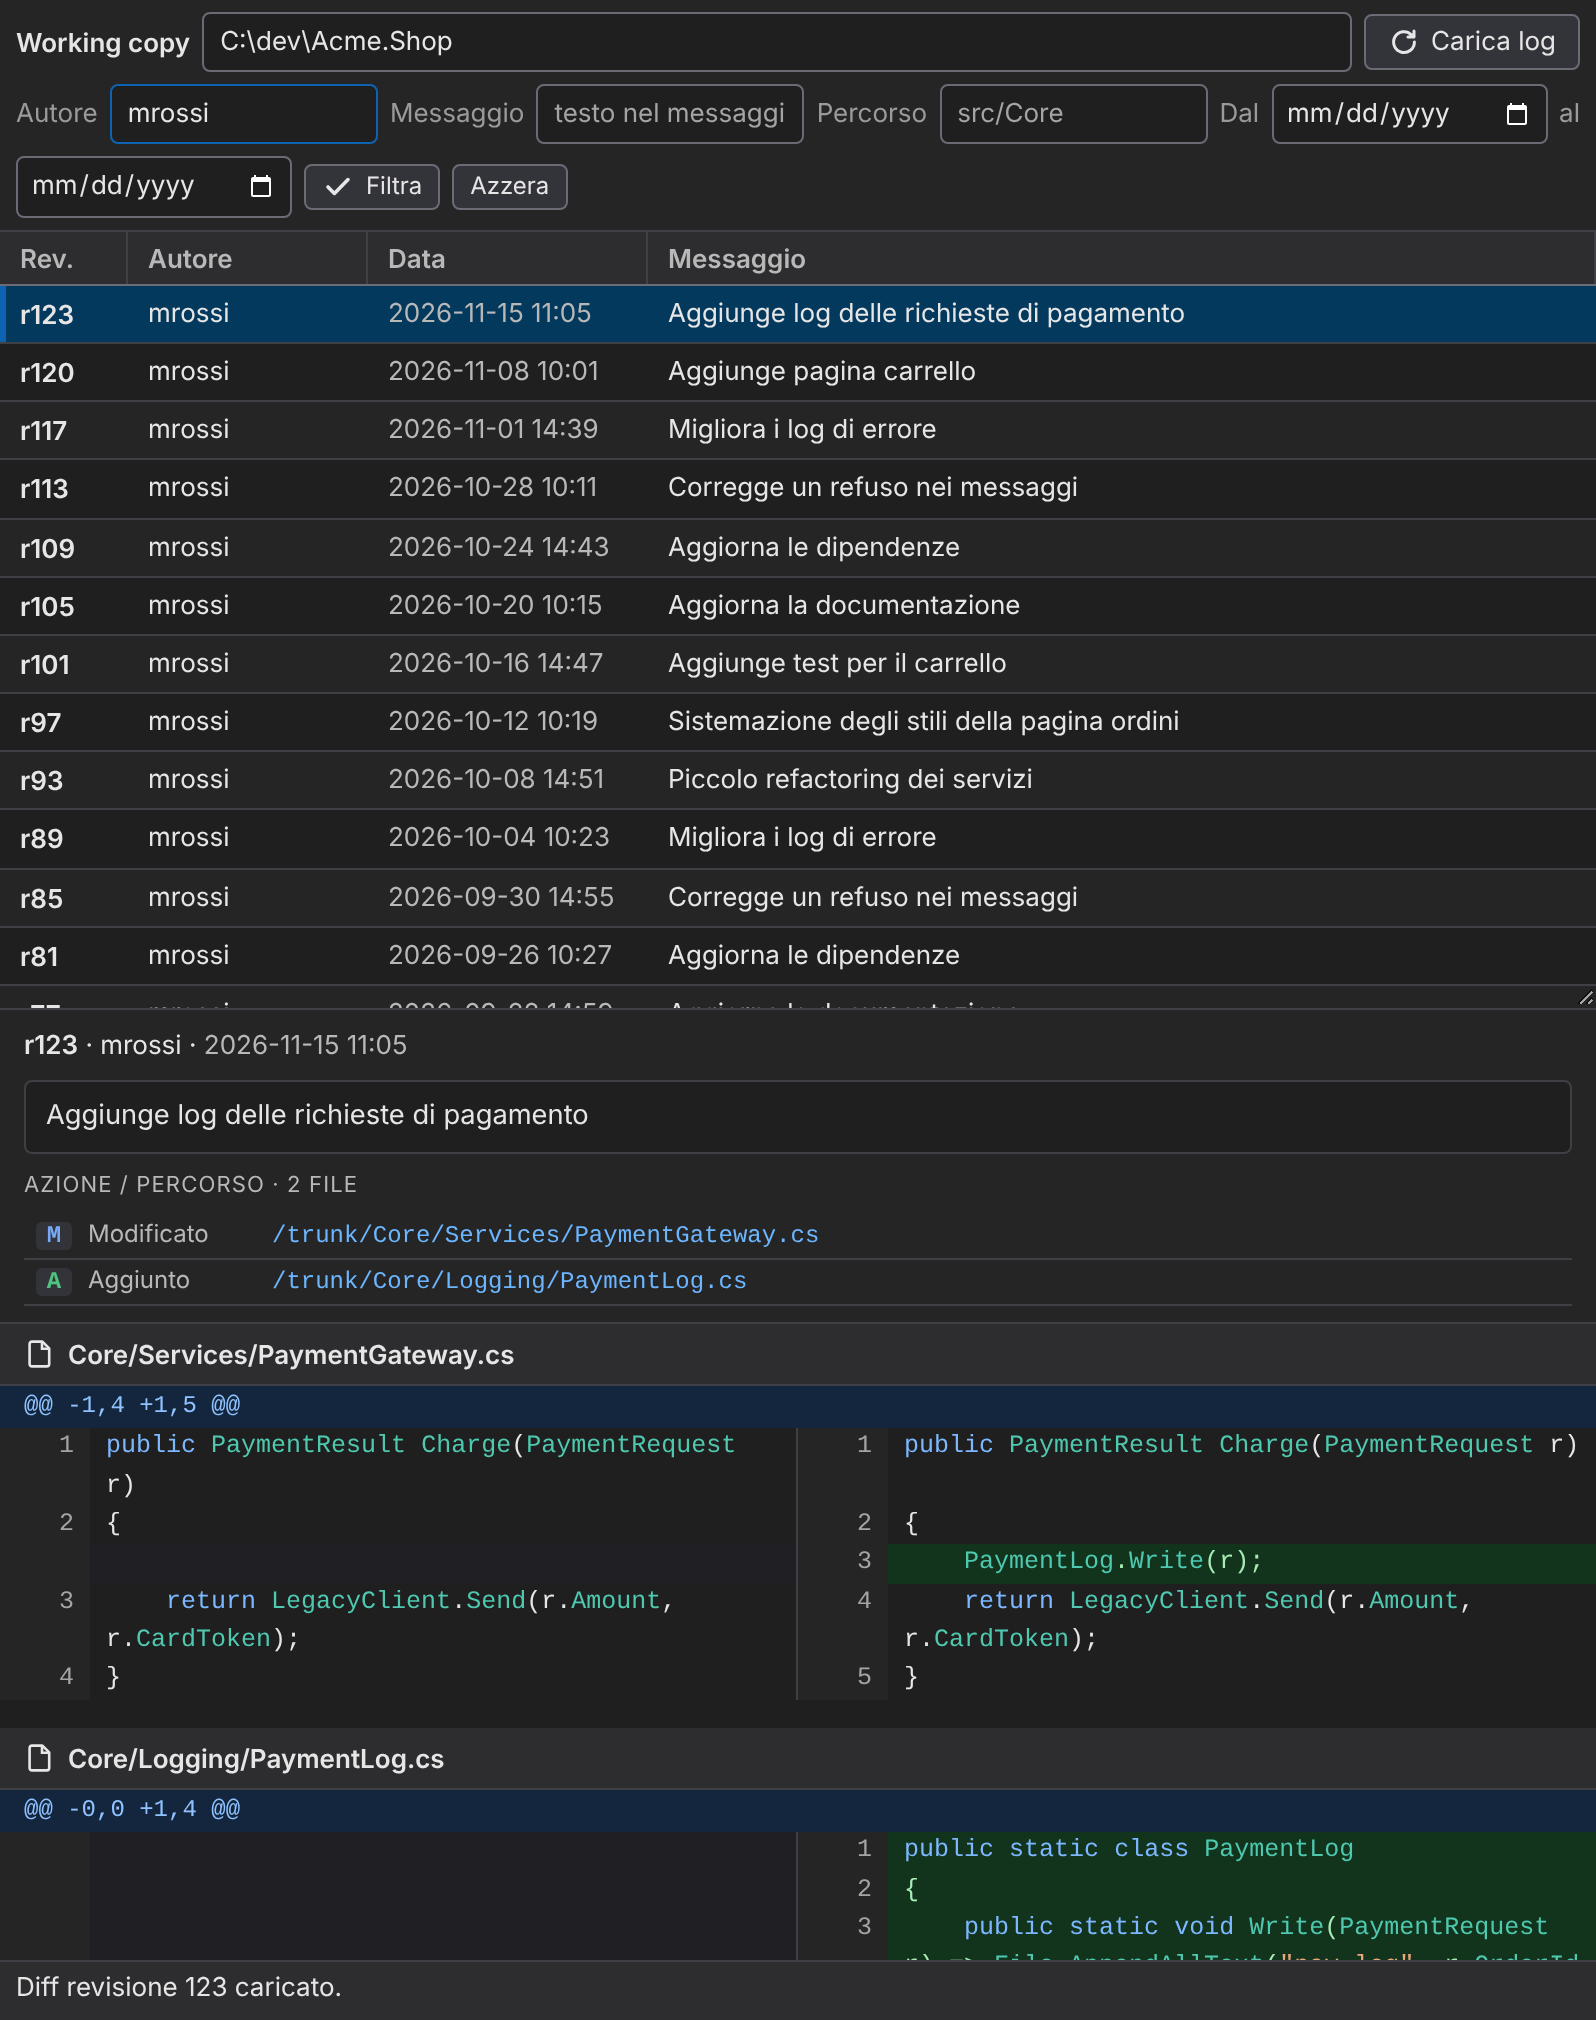 Working copy C:\dev\Acme.Shop Carica log
Autore mrossi Messaggio testo nel messaggi Percorso src/Core Dal mm/dd/yyyy al
mm/dd/yyyy Filtra Azzera
Rev. Autore Data Messaggio
r123 mrossi 2026-11-15 11:05 Aggiunge log delle richieste di pagamento
r120 mrossi 2026-11-08 10:01 Aggiunge pagina carrello
r117 mrossi 2026-11-01 14:39 Migliora i log di errore
r113 mrossi 2026-10-28 10:11 Corregge un refuso nei messaggi
r109 mrossi 2026-10-24 14:43 Aggiorna le dipendenze
r105 mrossi 2026-10-20 10:15 Aggiorna la documentazione
r101 mrossi 2026-10-16 14:47 Aggiunge test per il carrello
r97 mrossi 2026-10-12 10:19 Sistemazione degli stili della pagina ordini
r93 mrossi 2026-10-08 14:51 Piccolo refactoring dei servizi
r89 mrossi 2026-10-04 10:23 Migliora i log di errore
r85 mrossi 2026-09-30 14:55 Corregge un refuso nei messaggi
r81 mrossi 2026-09-26 10:27 Aggiorna le dipendenze
r123 · mrossi · 2026-11-15 11:05
Aggiunge log delle richieste di pagamento
AZIONE / PERCORSO · 2 FILE
M Modificato /trunk/Core/Services/PaymentGateway.cs
A Aggiunto /trunk/Core/Logging/PaymentLog.cs
Core/Services/PaymentGateway.cs
@@ -1,4 +1,5 @@
1 public PaymentResult Charge(PaymentRequest 1 public PaymentResult Charge(PaymentRequest r)
r)
2 { 2 {
3 PaymentLog.Write(r);
3 return LegacyClient.Send(r.Amount, 4 return LegacyClient.Send(r.Amount,
r.CardToken); r.CardToken);
4 } 5 }
Core/Logging/PaymentLog.cs
@@ -0,0 +1,4 @@
1 public static class PaymentLog
2 {
3 public static void Write(PaymentRequest
r) => File.AppendAllText("pay.log", r.OrderId
Diff revisione 123 caricato.